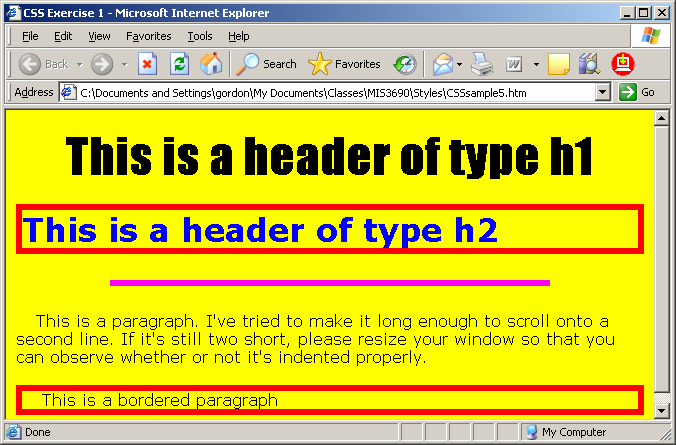 CSS Exercise 1 - Microsoft Internet Explorer
File Edit View Favorites Tools Help
Back Search Favorites W
Address C:\Documents and Settings\gordon\My Documents\Classes\MIS3690\Styles\CSSsample5.htm Go
This is a header of type h1
This is a header of type h2
This is a paragraph. I've tried to make it long enough to scroll onto a
second line. If it's still two short, please resize your window so that you
can observe whether or not it's indented properly.
This is a bordered paragraph
Done My Computer